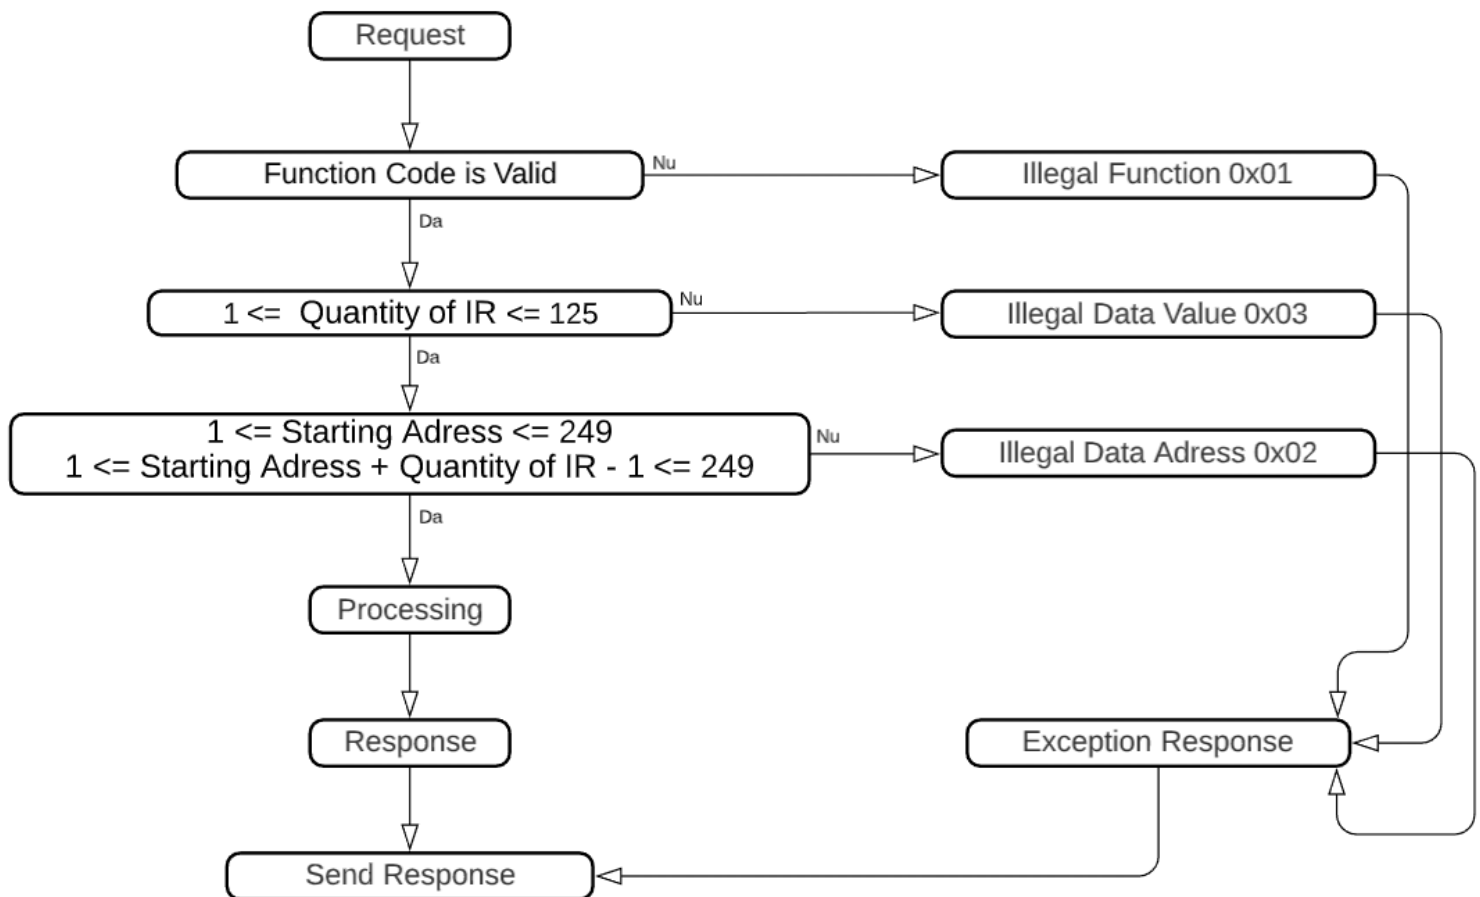 Request
Function Code is Valid
Nu
Illegal Function 0x01
Da
1 <= Quantity of IR <= 125
Nu
Illegal Data Value 0x03
Da
1 <= Starting Adress <= 249
1 <= Starting Adress + Quantity of IR - 1 <= 249
Nu
Illegal Data Adress 0x02
Da
Processing
Response
Exception Response
Send Response